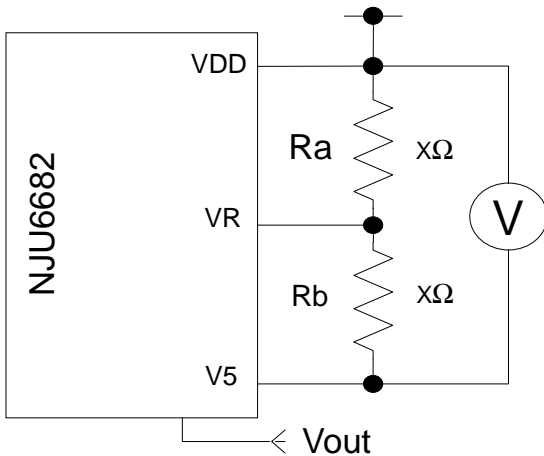 VDD
Ra XΩ
NJU6682
VR
V
Rb XΩ
V5
Vout